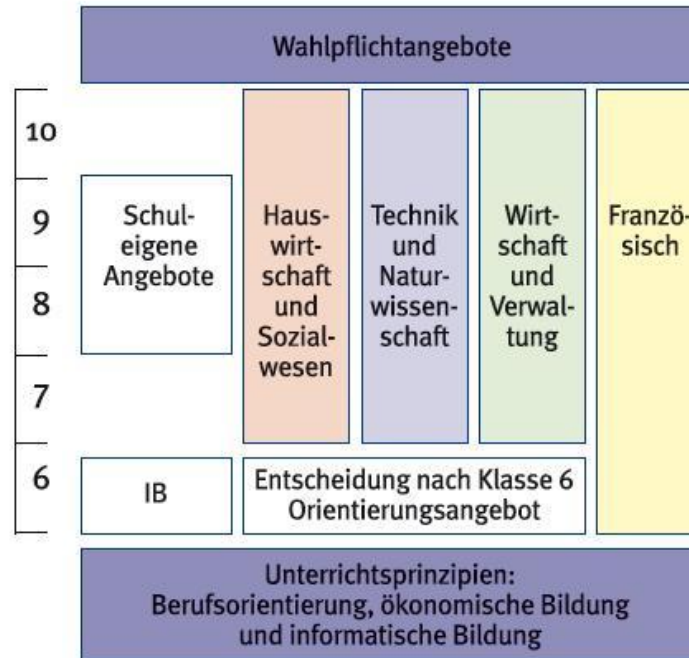 Wahlpflichtangebote
10
9
8
7
6
Schul-
eigene
Angebote
Haus-
wirt-
schaft
und
Sozial-
wesen
Technik
und
Natur-
wissen-
schaft
Wirt-
schaft
und
Verwal-
tung
Franzö-
sisch
IB
Entscheidung nach Klasse 6
Orientierungsangebot
Unterrichtsprinzipien:
Berufsorientierung, ökonomische Bildung
und informatische Bildung